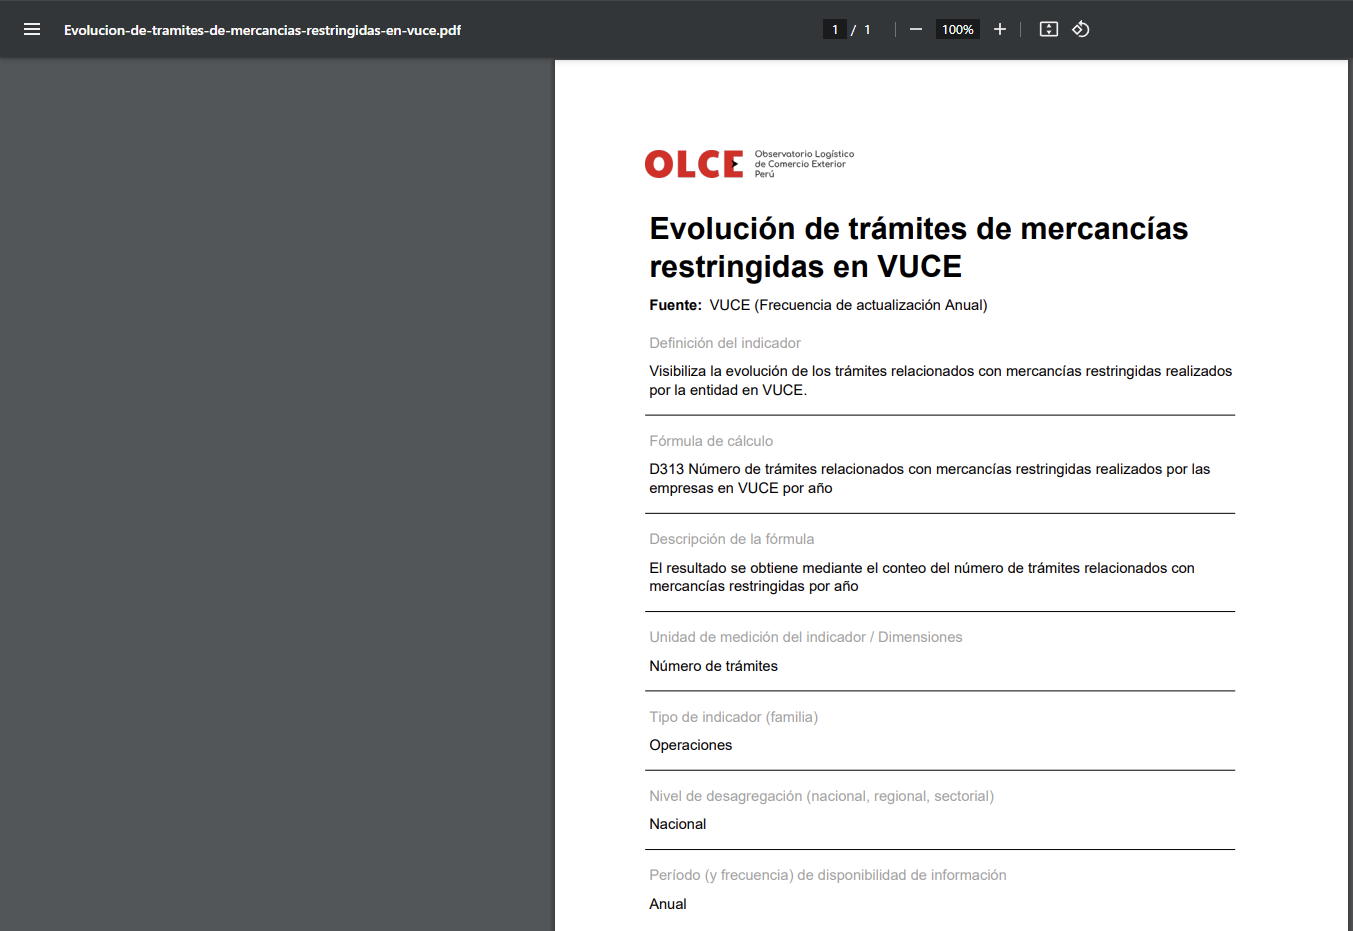 Evolucion-de-tramites-de-mercancias-restringidas-en-vuce.pdf
1 / 1
100%
OLCE
Observatorio Logístico
de Comercio Exterior
Perú
Evolución de trámites de mercancías
restringidas en VUCE
Fuente: VUCE (Frecuencia de actualización Anual)
Definición del indicador
Visibiliza la evolución de los trámites relacionados con mercancías restringidas realizados
por la entidad en VUCE.
Fórmula de cálculo
D313 Número de trámites relacionados con mercancías restringidas realizados por las
empresas en VUCE por año
Descripción de la fórmula
El resultado se obtiene mediante el conteo del número de trámites relacionados con
mercancías restringidas por año
Unidad de medición del indicador / Dimensiones
Número de trámites
Tipo de indicador (familia)
Operaciones
Nivel de desagregación (nacional, regional, sectorial)
Nacional
Período (y frecuencia) de disponibilidad de información
Anual